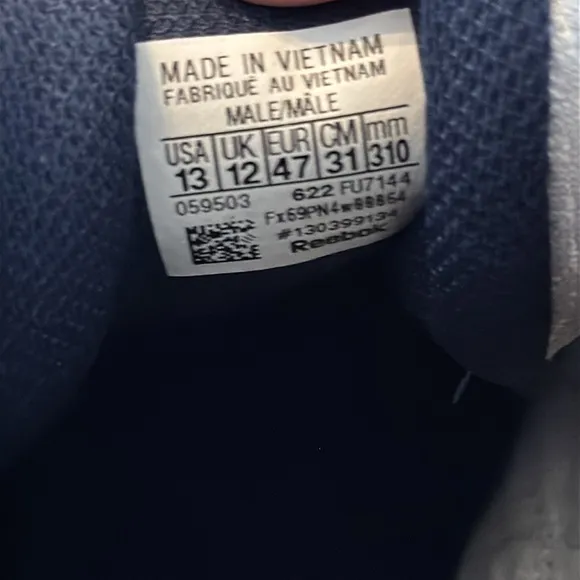 MADE IN VIETNAM
FABRIQUÉ AU VIETNAM
MALE/MÂLE
USA UK EUR CM mm
13 12 47 31 310
059503 622 FU7144
#130399134
Reebok